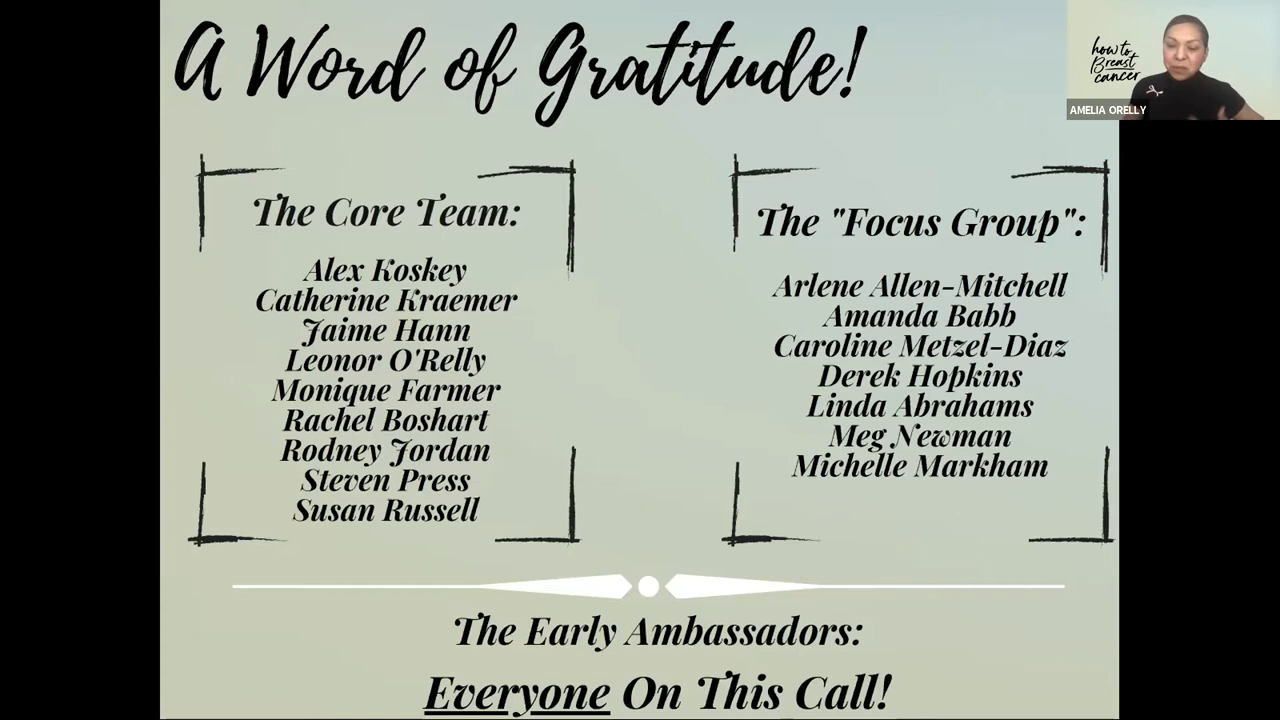 A Word of Gratitude!
how to
Breast
cancer
AMELIA ORELLY
The Core Team:
Alex Koskey
Catherine Kraemer
Jaime Hann
Leonor O'Relly
Monique Farmer
Rachel Boshart
Rodney Jordan
Steven Press
Susan Russell
The "Focus Group":
Arlene Allen-Mitchell
Amanda Babb
Caroline Metzel-Diaz
Derek Hopkins
Linda Abrahams
Meg Newman
Michelle Markham
The Early Ambassadors:
Everyone On This Call!